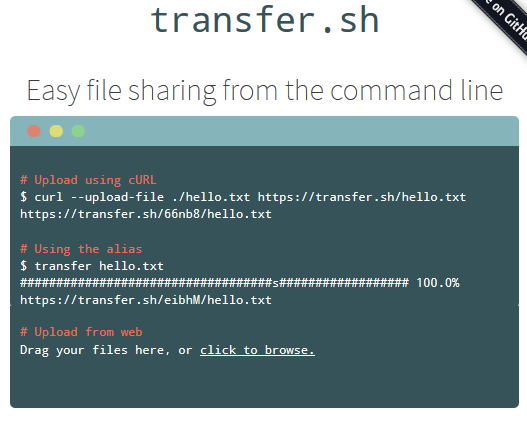 transfer.sh
e on GitHu
Easy file sharing from the command line
# Upload using cURL
$ curl --upload-file ./hello.txt https://transfer.sh/hello.txt
https://transfer.sh/66nb8/hello.txt
# Using the alias
$ transfer hello.txt
###################################s################## 100.0%
https://transfer.sh/eibhM/hello.txt
# Upload from web
Drag your files here, or click to browse.